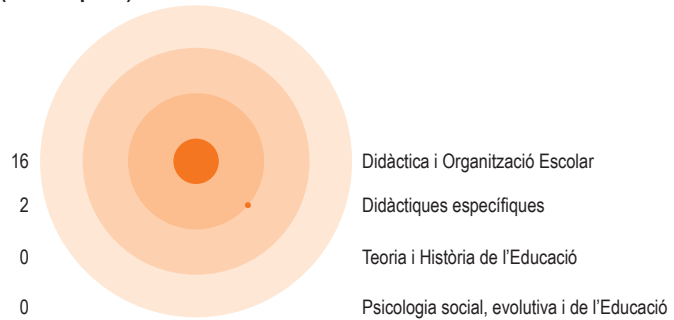 16 Didàctica i Organització Escolar
2 Didàctiques específiques
0 Teoria i Història de l’Educació
0 Psicologia social, evolutiva i de l’Educació